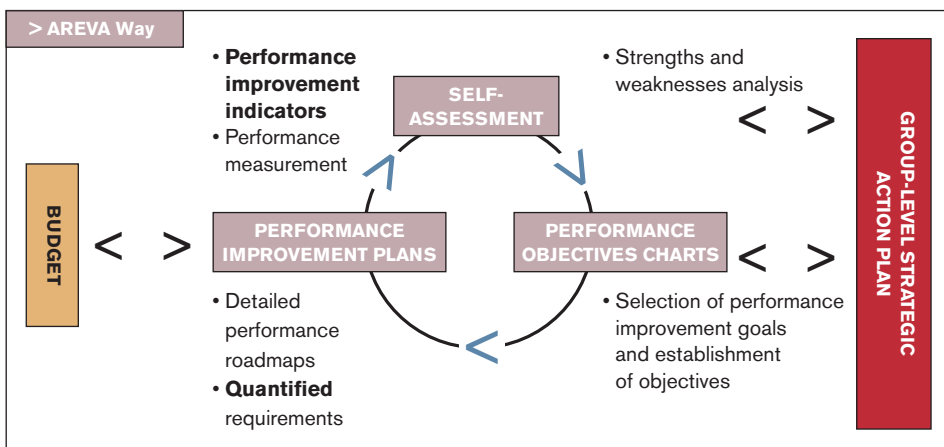 > AREVA Way
• Performance
improvement
indicators
• Performance
measurement
SELF-
ASSESSMENT
• Strengths and
weaknesses analysis
< >
BUDGET
< >
PERFORMANCE
IMPROVEMENT PLANS
PERFORMANCE
OBJECTIVES CHARTS
< >
GROUP-LEVEL STRATEGIC
ACTION PLAN
• Detailed
performance
roadmaps
• Quantified
requirements
• Selection of performance
improvement goals
and establishment
of objectives